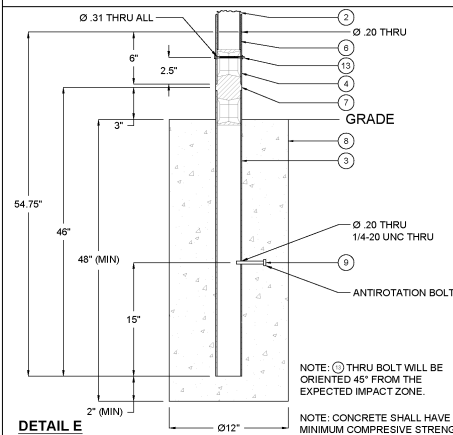 Ø .31 THRU ALL
2
Ø .20 THRU
6
6"
13
2.5"
4
7
3"
GRADE
8
3
54.75"
46"
48" (MIN)
Ø .20 THRU
1/4-20 UNC THRU
9
ANTIROTATION BOLT
15"
NOTE: 13 THRU BOLT WILL BE
ORIENTED 45° FROM THE
EXPECTED IMPACT ZONE.
2" (MIN)
Ø12"
DETAIL E
NOTE: CONCRETE SHALL HAVE
MINIMUM COMPRESIVE STRENG